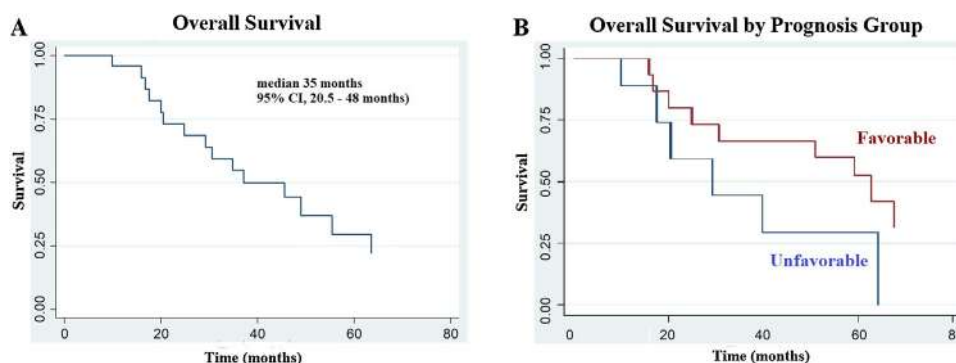 A
Overall Survival
median 35 months
95% CI, 20.5 - 48 months)
Survival
1.00
0.75
0.50
0.25
0.00
0 20 40 60 80
Time (months)
B
Overall Survival by Prognosis Group
Favorable
Unfavorable
Survival
1.00
0.75
0.50
0.25
0.00
0 20 40 60 80
Time (months)